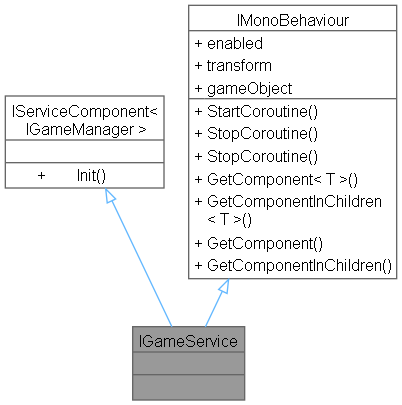 IServiceComponent<
IGameManager >
+ Init()
IMonoBehaviour
+ enabled
+ transform
+ gameObject
+ StartCoroutine()
+ StopCoroutine()
+ StopCoroutine()
+ GetComponent< T >()
+ GetComponentInChildren
< T >()
+ GetComponent()
+ GetComponentInChildren()
IGameService